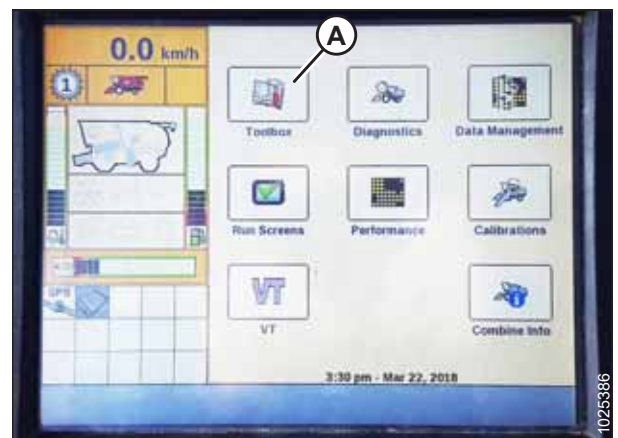 A
0.0 km/h
1
Toolbox
Diagnostics
Data Management
Run Screens
Performance
Calibrations
GPS
VT
VT
Combine Info
3:30 pm - Mar 22, 2018
1025386